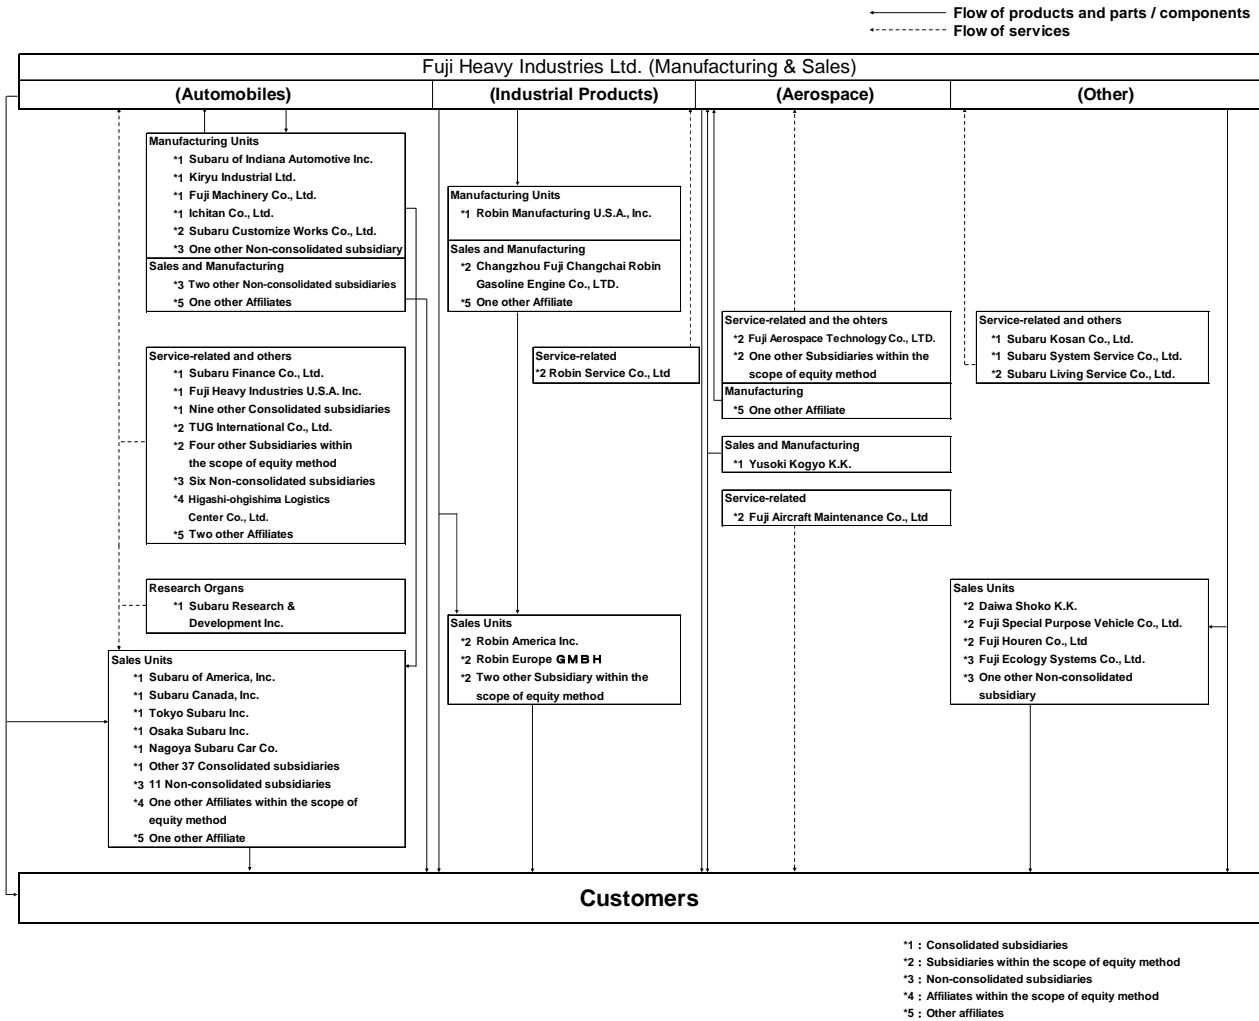 Flow of products and parts / components
Flow of services
Fuji Heavy Industries Ltd. (Manufacturing & Sales)
(Automobiles)
(Industrial Products)
(Aerospace)
(Other)
Manufacturing Units
*1 Subaru of Indiana Automotive Inc.
*1 Kiryu Industrial Ltd.
*1 Fuji Machinery Co., Ltd.
*1 Ichitan Co., Ltd.
*2 Subaru Customize Works Co., Ltd.
*3 One other Non-consolidated subsidiary
Sales and Manufacturing
*3 Two other Non-consolidated subsidiaries
*5 One other Affiliates
Service-related and others
*1 Subaru Finance Co., Ltd.
*1 Fuji Heavy Industries U.S.A. Inc.
*1 Nine other Consolidated subsidiaries
*2 TUG International Co., Ltd.
*2 Four other Subsidiaries within
the scope of equity method
*3 Six Non-consolidated subsidiaries
*4 Higashi-ohgishima Logistics
Center Co., Ltd.
*5 Two other Affiliates
Research Organs
*1 Subaru Research &
Development Inc.
Sales Units
*1 Subaru of America, Inc.
*1 Subaru Canada, Inc.
*1 Tokyo Subaru Inc.
*1 Osaka Subaru Inc.
*1 Nagoya Subaru Car Co.
*1 Other 37 Consolidated subsidiaries
*3 11 Non-consolidated subsidiaries
*4 One other Affiliates within the scope of
equity method
*5 One other Affiliate
Manufacturing Units
*1 Robin Manufacturing U.S.A., Inc.
Sales and Manufacturing
*2 Changzhou Fuji Changchai Robin
Gasoline Engine Co., LTD.
*5 One other Affiliate
Service-related
*2 Robin Service Co., Ltd
Sales Units
*2 Robin America Inc.
*2 Robin Europe ＧＭＢＨ
*2 Two other Subsidiary within the
scope of equity method
Service-related and the ohters
*2 Fuji Aerospace Technology Co., LTD.
*2 One other Subsidiaries within the
scope of equity method
Manufacturing
*5 One other Affiliate
Sales and Manufacturing
*1 Yusoki Kogyo K.K.
Service-related
*2 Fuji Aircraft Maintenance Co., Ltd
Service-related and others
*1 Subaru Kosan Co., Ltd.
*1 Subaru System Service Co., Ltd.
*2 Subaru Living Service Co., Ltd.
Sales Units
*2 Daiwa Shoko K.K.
*2 Fuji Special Purpose Vehicle Co., Ltd.
*2 Fuji Houren Co., Ltd
*3 Fuji Ecology Systems Co., Ltd.
*3 One other Non-consolidated
subsidiary
Customers
*1 : Consolidated subsidiaries
*2 : Subsidiaries within the scope of equity method
*3 : Non-consolidated subsidiaries
*4 : Affiliates within the scope of equity method
*5 : Other affiliates